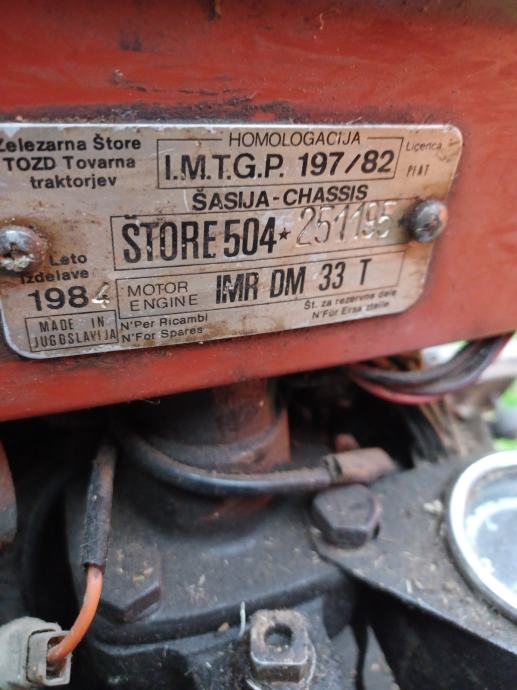 Železarna Štore
TOZD Tovarna
traktorjev
HOMOLOGACIJA
I.M.T.G.P. 197/82
Licenca
FIAT
ŠASIJA-CHASSIS
ŠTORE 504* 251195
Leto
izdelave
1984
MOTOR
ENGINE
IMR DM 33 T
MADE IN
JUGOSLAVIJA
N'Per Ricambi
N'For Spares
Št. za rezervne dele
N'Für Ersatzteile